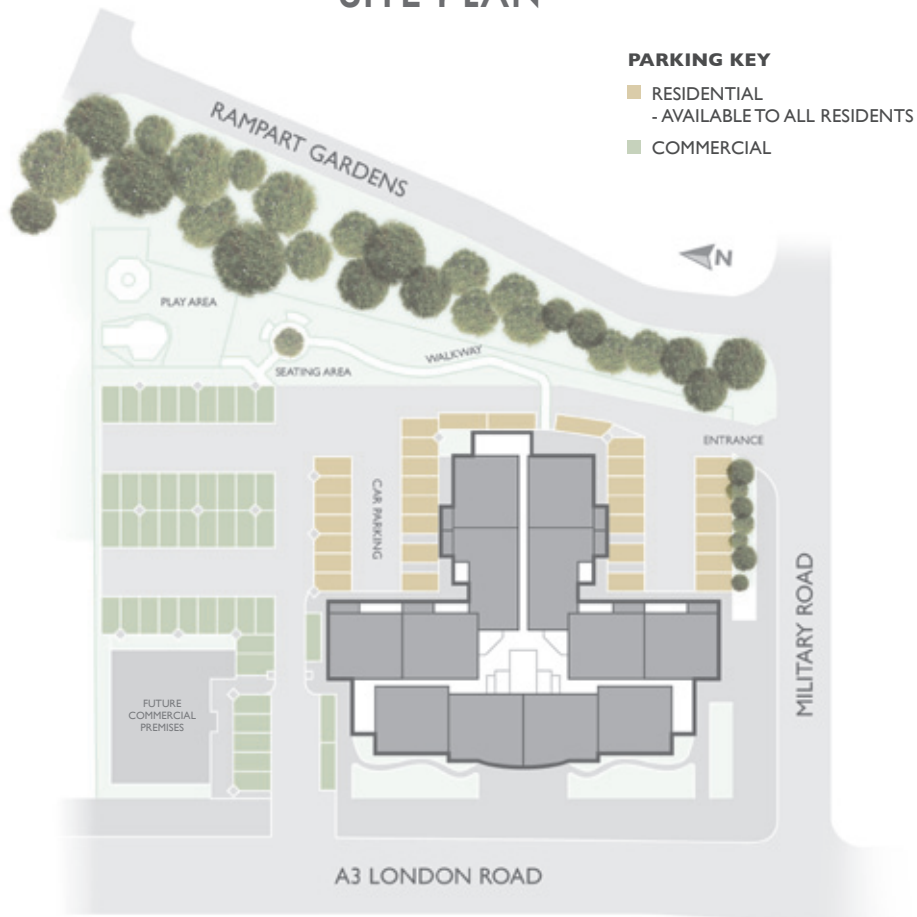 SITE PLAN
PARKING KEY
RESIDENTIAL
- AVAILABLE TO ALL RESIDENTS
COMMERCIAL
RAMPART GARDENS
N
PLAY AREA
WALKWAY
SEATING AREA
ENTRANCE
CAR PARKING
MILITARY ROAD
FUTURE
COMMERCIAL
PREMISES
A3 LONDON ROAD